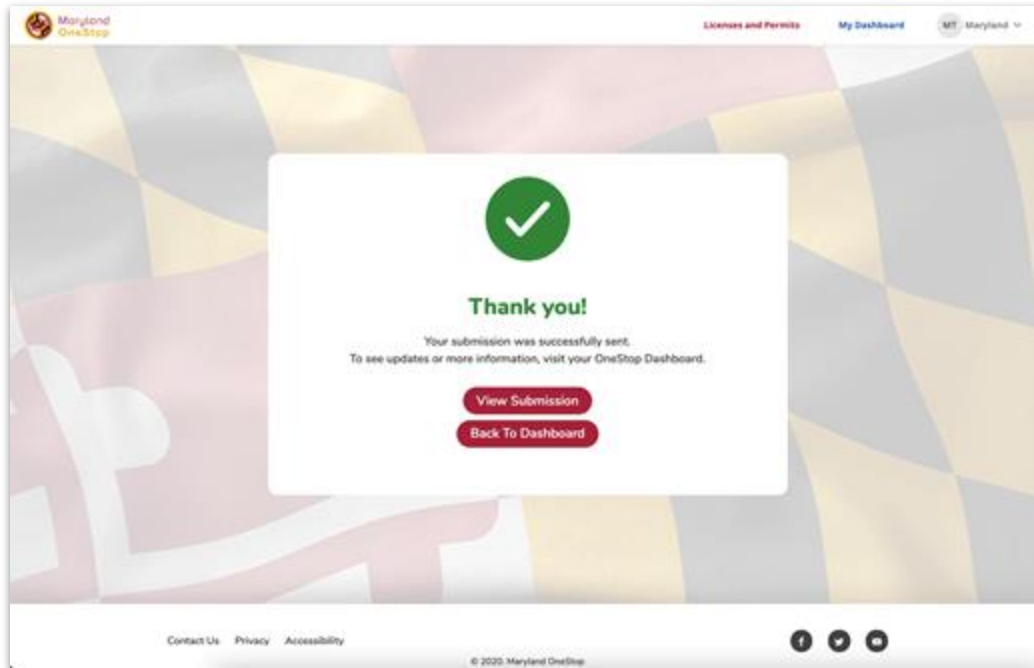 Maryland
OneStop
Licenses and Permits
My Dashboard
MT Maryland
Thank you!
Your submission was successfully sent.
To see updates or more information, visit your OneStop Dashboard.
View Submission
Back To Dashboard
Contact Us Privacy Accessibility
© 2020. Maryland OneStop